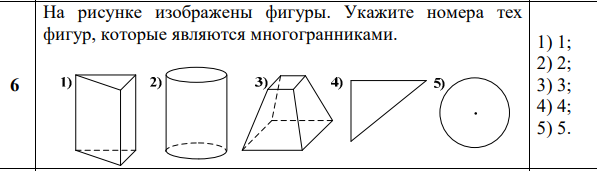 На рисунке изображены фигуры. Укажите номера тех
фигур, которые являются многогранниками.
6
1) 2) 3) 4) 5)
1) 1;
2) 2;
3) 3;
4) 4;
5) 5.